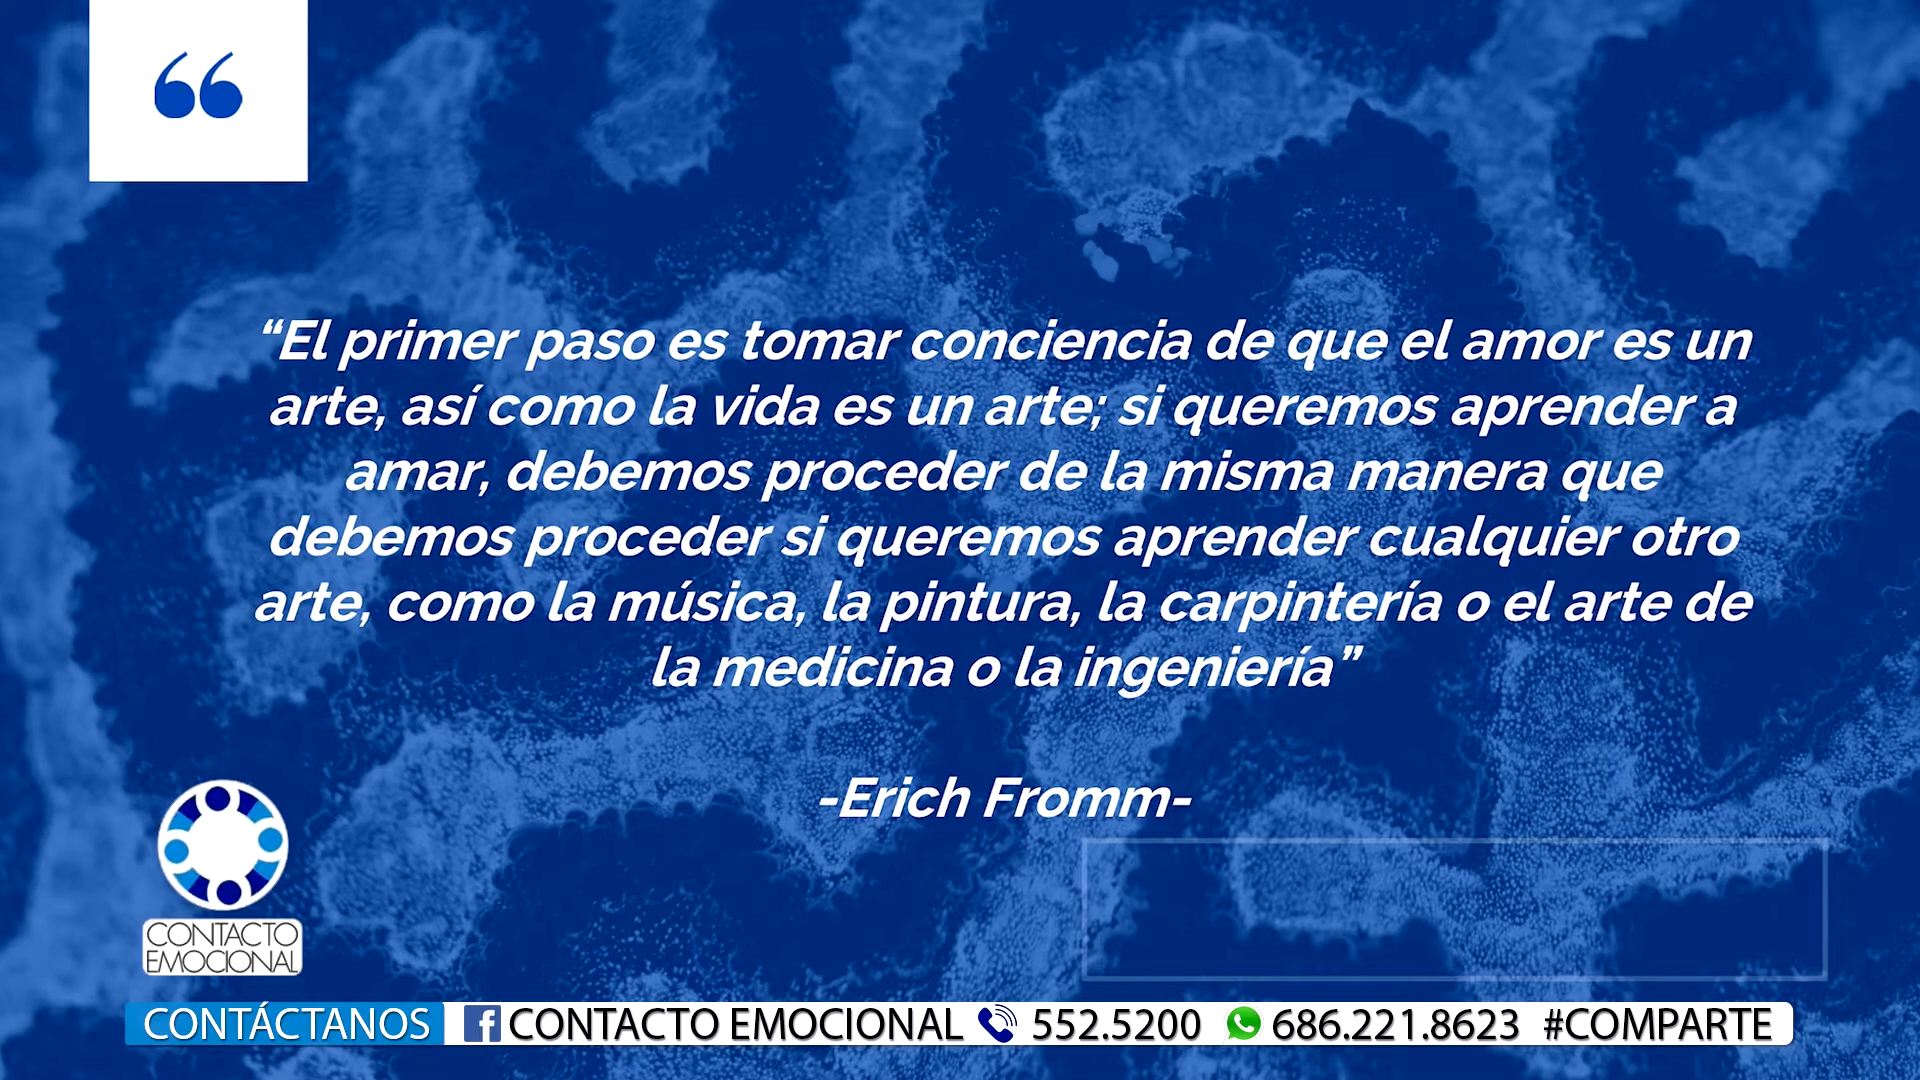 “El primer paso es tomar conciencia de que el amor es un
arte, así como la vida es un arte; si queremos aprender a
amar, debemos proceder de la misma manera que
debemos proceder si queremos aprender cualquier otro
arte, como la música, la pintura, la carpintería o el arte de
la medicina o la ingeniería”
-Erich Fromm-
CONTACTO
EMOCIONAL
CONTÁCTANOS CONTACTO EMOCIONAL 552.5200 686.221.8623 #COMPARTE